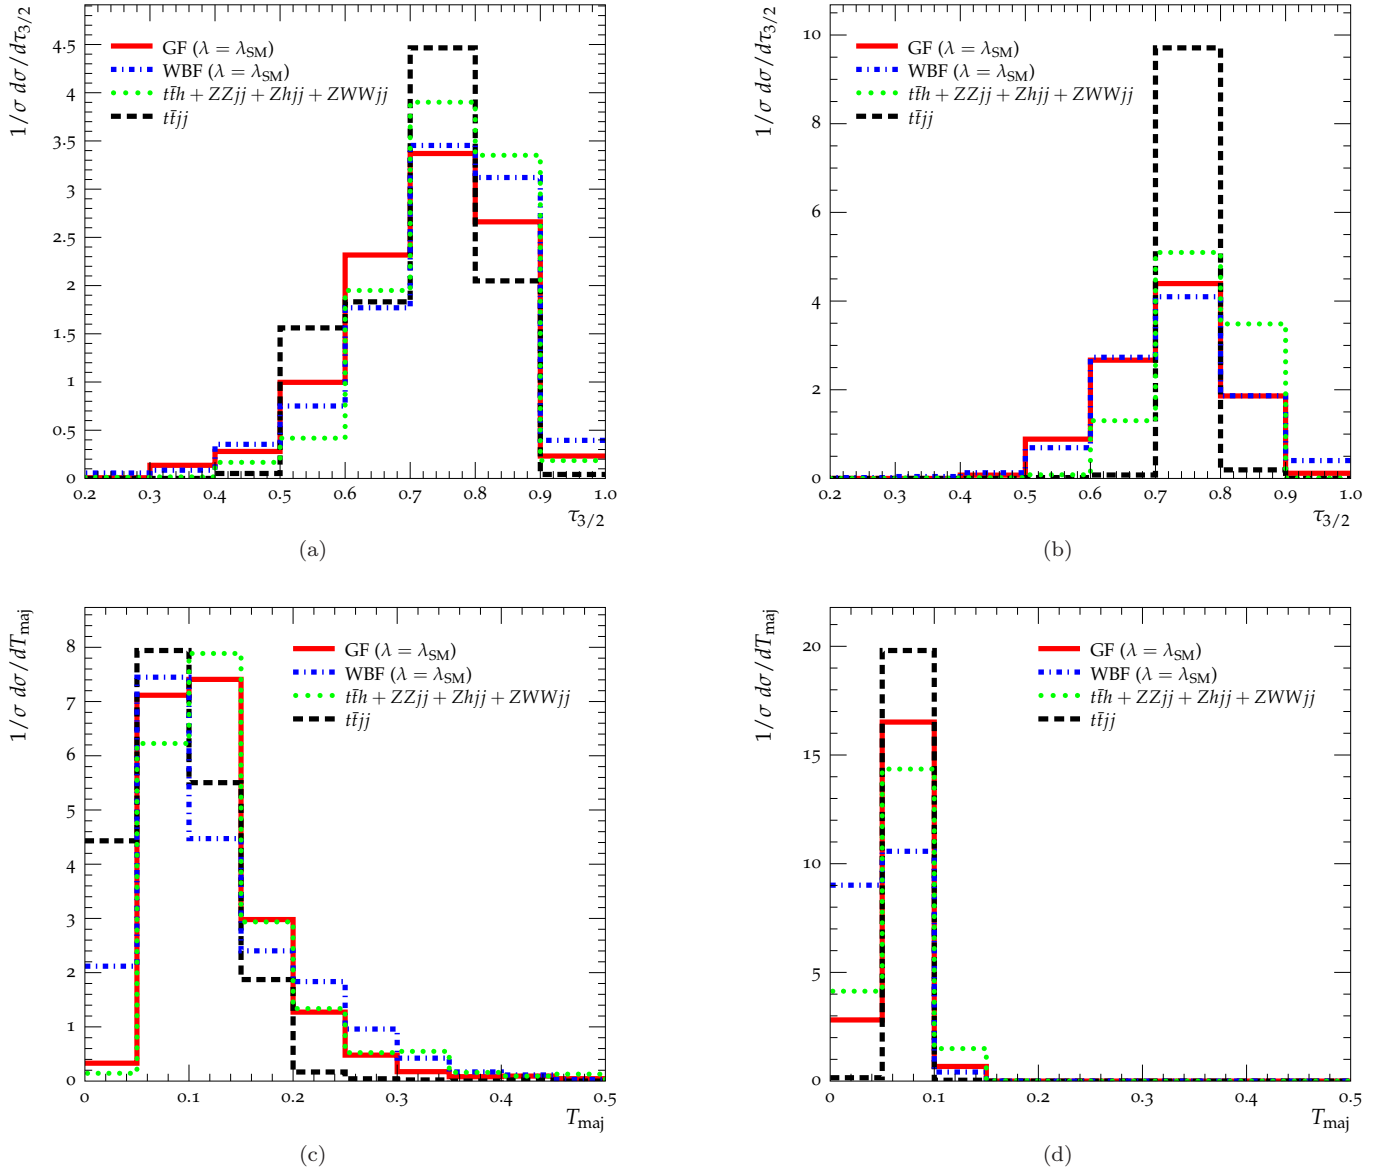 1/σ dσ/dτ3/2
4.5
4
3.5
3
2.5
2
1.5
1
0.5
0
GF (λ = λSM)
WBF (λ = λSM)
tt̄h + ZZjj + Zhjj + ZWWjj
tt̄jj
0.2 0.3 0.4 0.5 0.6 0.7 0.8 0.9 1.0
τ3/2
(a)
1/σ dσ/dτ3/2
10
8
6
4
2
0
GF (λ = λSM)
WBF (λ = λSM)
tt̄h + ZZjj + Zhjj + ZWWjj
tt̄jj
0.2 0.3 0.4 0.5 0.6 0.7 0.8 0.9 1.0
τ3/2
(b)
1/σ dσ/dTmaj
8
7
6
5
4
3
2
1
0
GF (λ = λSM)
WBF (λ = λSM)
tt̄h + ZZjj + Zhjj + ZWWjj
tt̄jj
0 0.1 0.2 0.3 0.4 0.5
Tmaj
(c)
1/σ dσ/dTmaj
20
15
10
5
0
GF (λ = λSM)
WBF (λ = λSM)
tt̄h + ZZjj + Zhjj + ZWWjj
tt̄jj
0 0.1 0.2 0.3 0.4 0.5
Tmaj
(d)